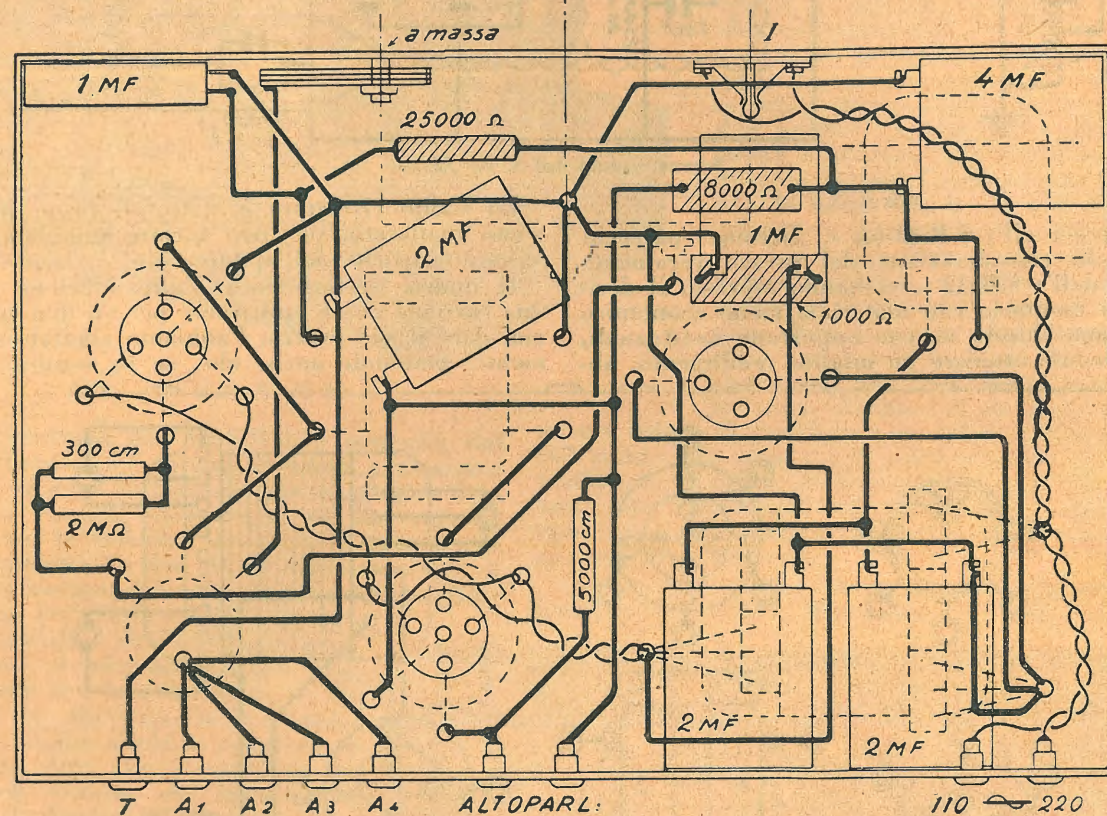 a massa
I
1 MF
4 MF
25000 Ω
8000 Ω
2 MF
1 MF
1000 Ω
300 cm
2 MΩ
5000 cm
2 MF
2 MF
T A1 A2 A3 A4 ALTOPARL: 110 ~ 220